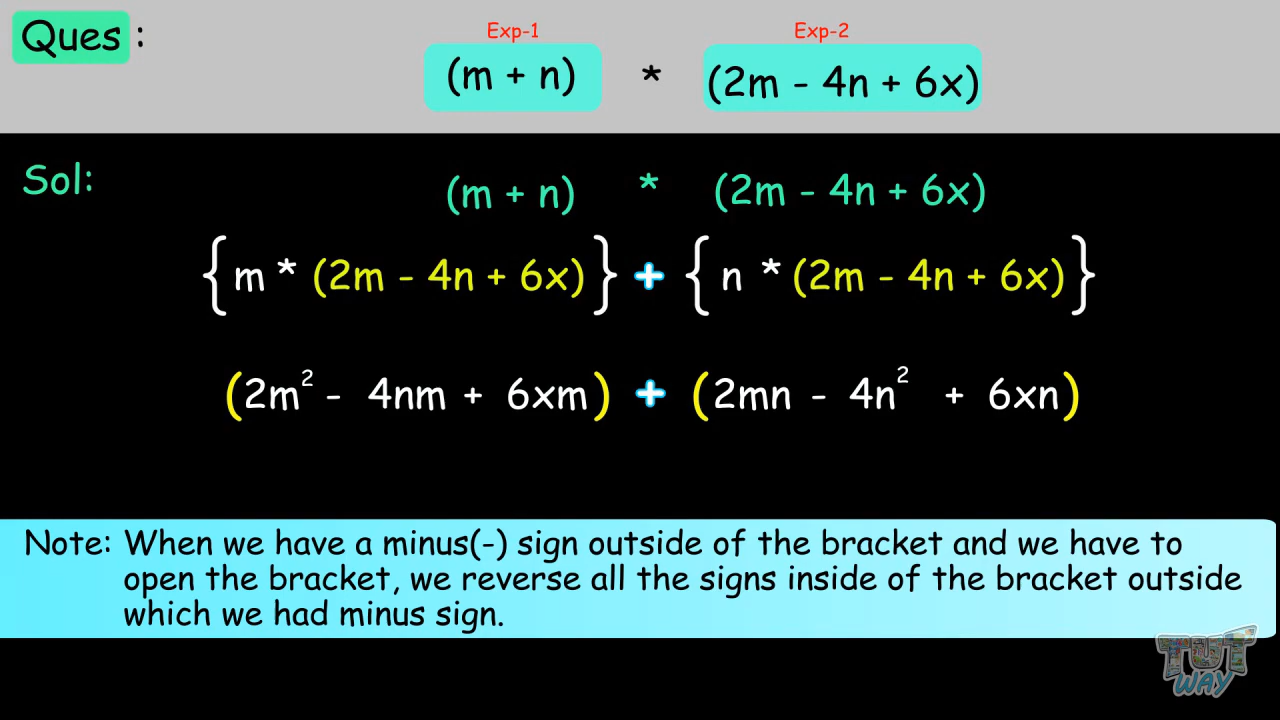 Ques :
Exp-1 Exp-2
(m + n) * (2m - 4n + 6x)
Sol: (m + n) * (2m - 4n + 6x)
{ m * (2m - 4n + 6x) } + { n * (2m - 4n + 6x) }
(2m² - 4nm + 6xm) + (2mn - 4n² + 6xn)
Note: When we have a minus(-) sign outside of the bracket and we have to
open the bracket, we reverse all the signs inside of the bracket outside
which we had minus sign.
TUT
WAY